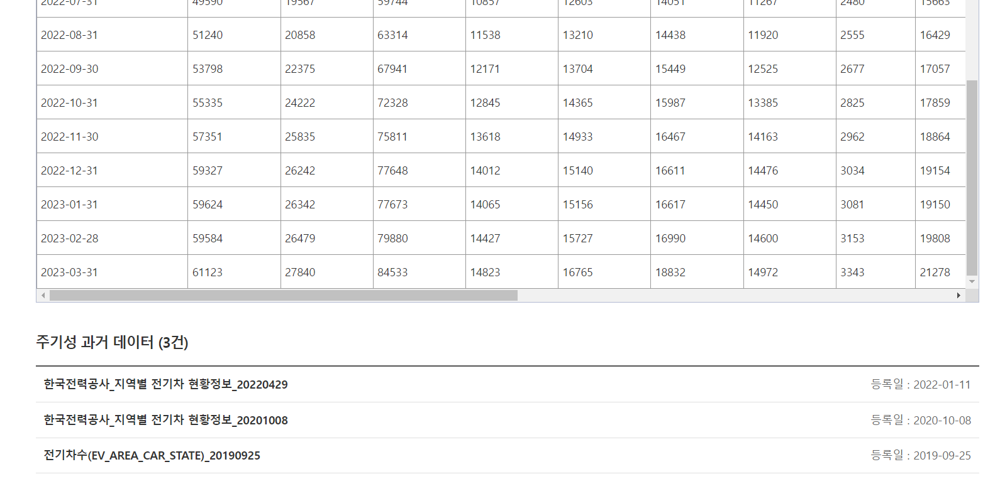 2022-07-31 49590 19567 59744 10857 12603 14051 11267 2480 15663
2022-08-31 51240 20858 63314 11538 13210 14438 11920 2555 16429
2022-09-30 53798 22375 67941 12171 13704 15449 12525 2677 17057
2022-10-31 55335 24222 72328 12845 14365 15987 13385 2825 17859
2022-11-30 57351 25835 75811 13618 14933 16467 14163 2962 18864
2022-12-31 59327 26242 77648 14012 15140 16611 14476 3034 19154
2023-01-31 59624 26342 77673 14065 15156 16617 14450 3081 19150
2023-02-28 59584 26479 79880 14427 15727 16990 14600 3153 19808
2023-03-31 61123 27840 84533 14823 16765 18832 14972 3343 21278
주기성 과거 데이터 (3건)
한국전력공사_지역별 전기차 현황정보_20220429 등록일 : 2022-01-11
한국전력공사_지역별 전기차 현황정보_20201008 등록일 : 2020-10-08
전기차수(EV_AREA_CAR_STATE)_20190925 등록일 : 2019-09-25